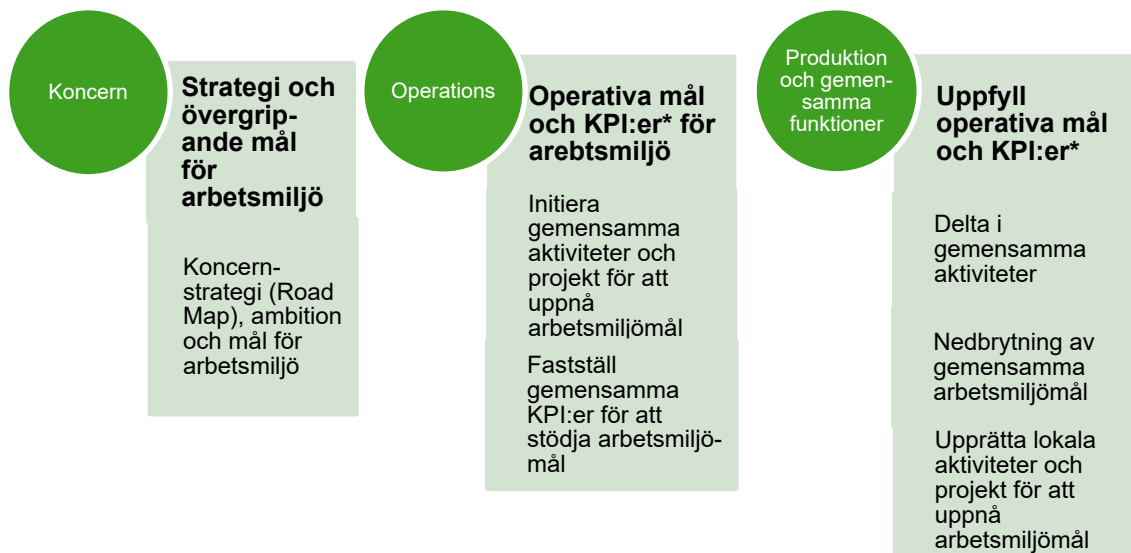 Koncern
Strategi och
övergrip-
ande mål
för
arbetsmiljö
Koncern-
strategi (Road
Map), ambition
och mål för
arbetsmiljö
Operations
Operativa mål
och KPI:er* för
arebtsmiljö
Initiera
gemensamma
aktiviteter och
projekt för att
uppnå
arbetsmiljömål
Fastställ
gemensamma
KPI:er för att
stödja arbetsmiljö-
mål
Produktion
och gemen-
samma
funktioner
Uppfyll
operativa mål
och KPI:er*
Delta i
gemensamma
aktiviteter
Nedbrytning av
gemensamma
arbetsmiljömål
Upprätta lokala
aktiviteter och
projekt för att
uppnå
arbetsmiljömål